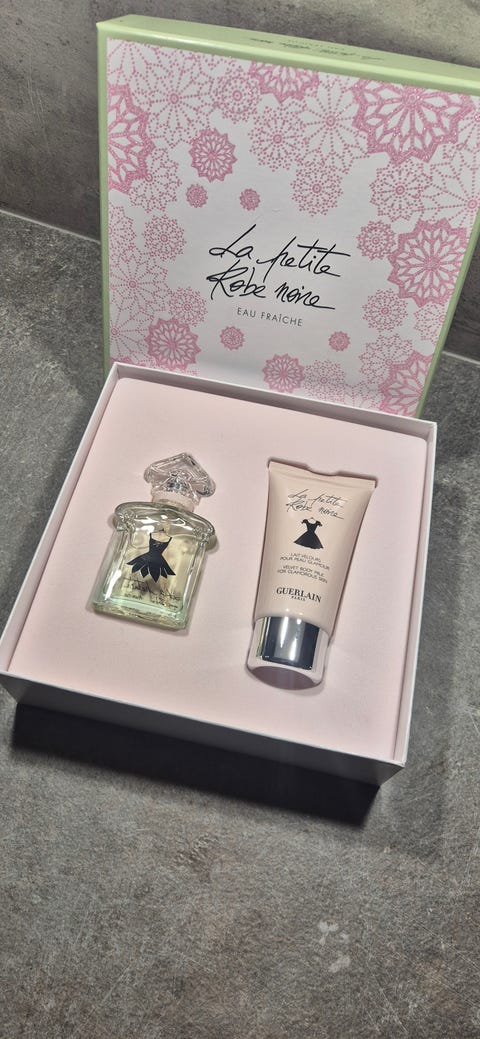 La petite
Robe noire
EAU FRAÎCHE
La petite
Robe noire
LAIT VELOURS
POUR PEAU GLAMOUR
VELVET BODY MILK
FOR GLAMOROUS SKIN
GUERLAIN
PARIS